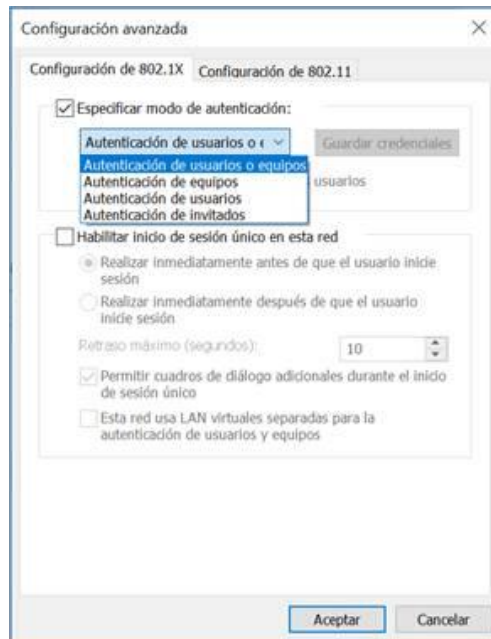 Configuración avanzada
Configuración de 802.1X Configuración de 802.11
Especificar modo de autenticación:
Autenticación de usuarios o Guardar credenciales
Autenticación de usuarios o equipos
Autenticación de equipos usuarios
Autenticación de usuarios
Autenticación de invitados
Habilitar inicio de sesión único en esta red
Realizar inmediatamente antes de que el usuario inicie
sesión
Realizar inmediatamente después de que el usuario
inicie sesión
Retraso máximo (segundos): 10
Permitir cuadros de diálogo adicionales durante el inicio
de sesión único
Esta red usa LAN virtuales separadas para la
autenticación de usuarios y equipos
Aceptar Cancelar